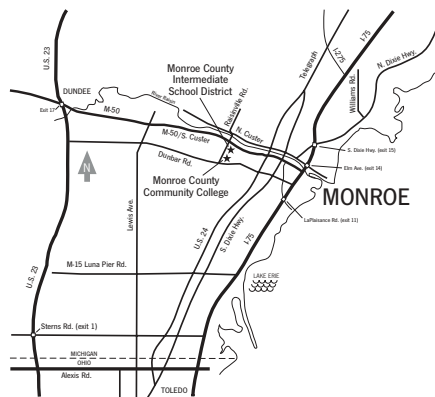 U.S. 23
DUNDEE
Exit 17
M-50
River Raisin
Monroe County
Intermediate
School District
Raisinville Rd.
Telegraph
I-275
I-75
N. Dixie Hwy.
Williams Rd.
N. Custer
M-50/S. Custer
S. Dixie Hwy. (exit 15)
Elm Ave. (exit 14)
Dunbar Rd.
N
Monroe County
Community College
MONROE
LaPlaisance Rd. (exit 11)
Lewis Ave.
U.S. 24
S. Dixie Hwy.
I-75
M-15 Luna Pier Rd.
LAKE ERIE
U.S. 23
Sterns Rd. (exit 1)
MICHIGAN
OHIO
Alexis Rd.
TOLEDO